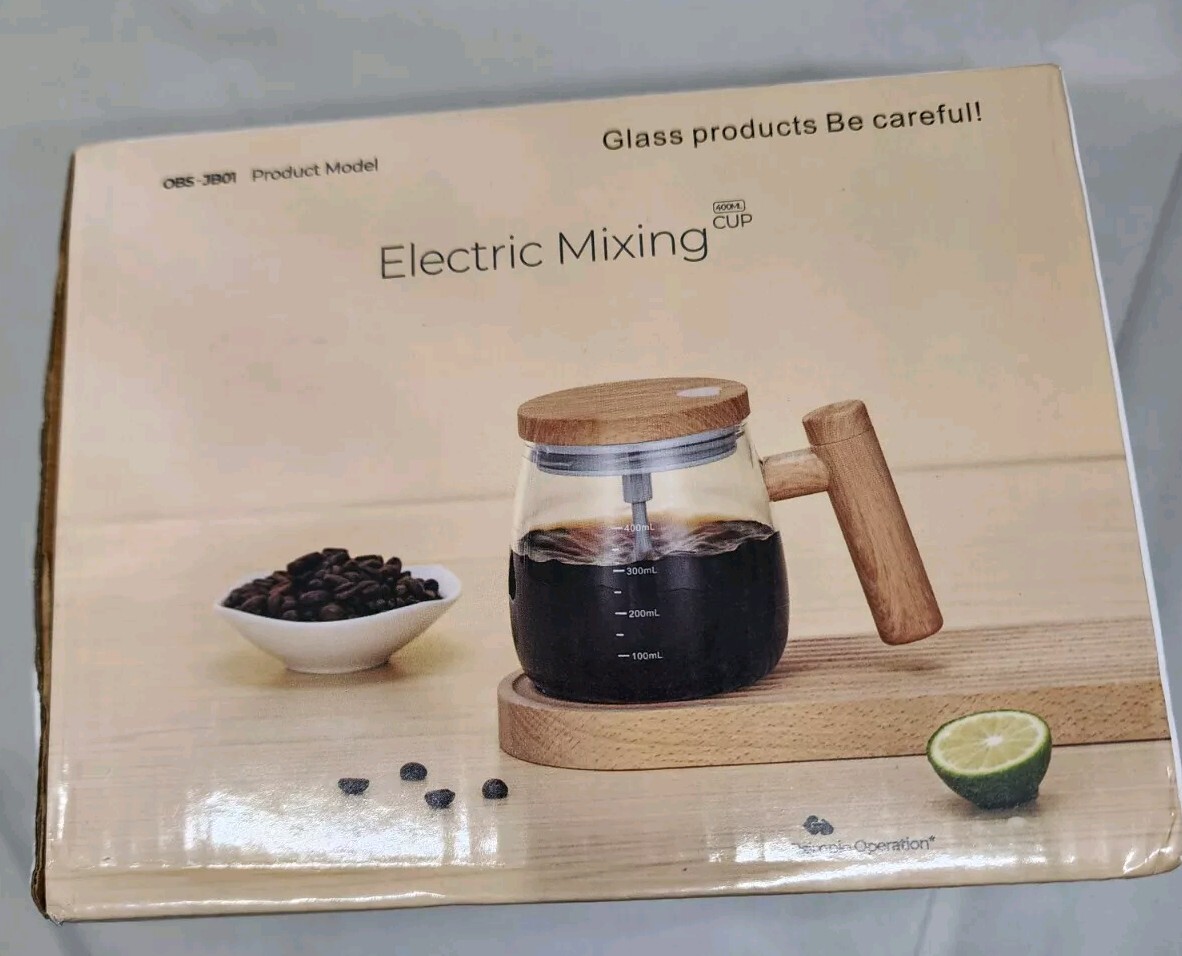 Glass products Be careful!
OBS-JB01 Product Model
400ML
Electric Mixing CUP
400mL
300mL
200mL
100mL
Operation*